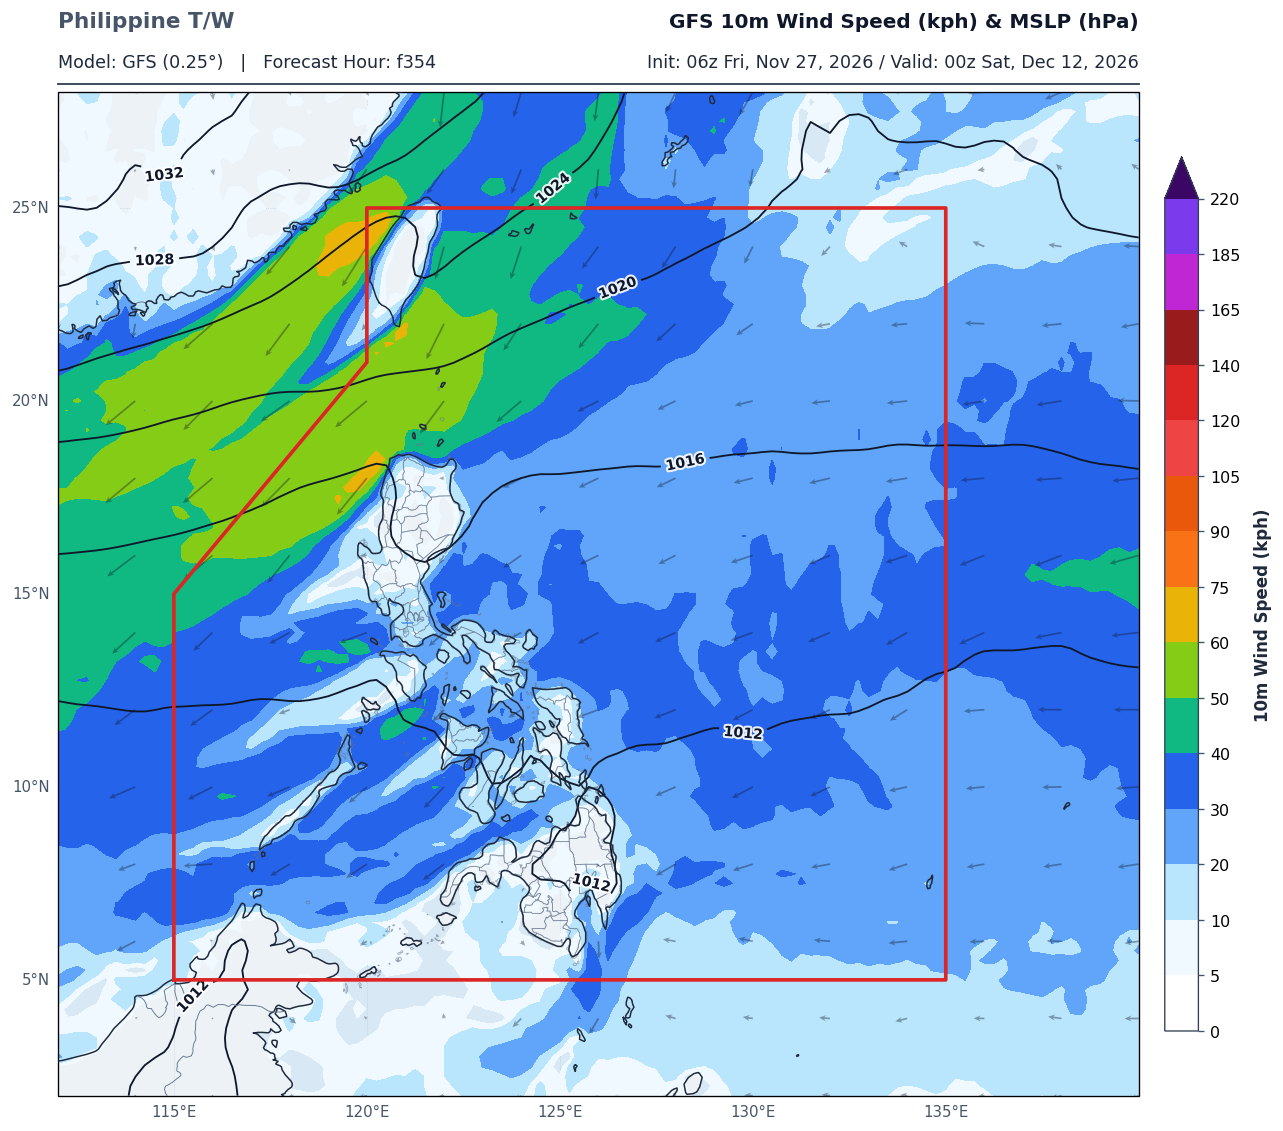 Philippine T/W
GFS 10m Wind Speed (kph) & MSLP (hPa)
Model: GFS (0.25°) | Forecast Hour: f354
Init: 06z Fri, Nov 27, 2026 / Valid: 00z Sat, Dec 12, 2026
1032
1028
1024
1020
1016
1012
1012
1012
25°N
20°N
15°N
10°N
5°N
115°E
120°E
125°E
130°E
135°E
220
185
165
140
120
105
90
75
60
50
40
30
20
10
5
0
10m Wind Speed (kph)